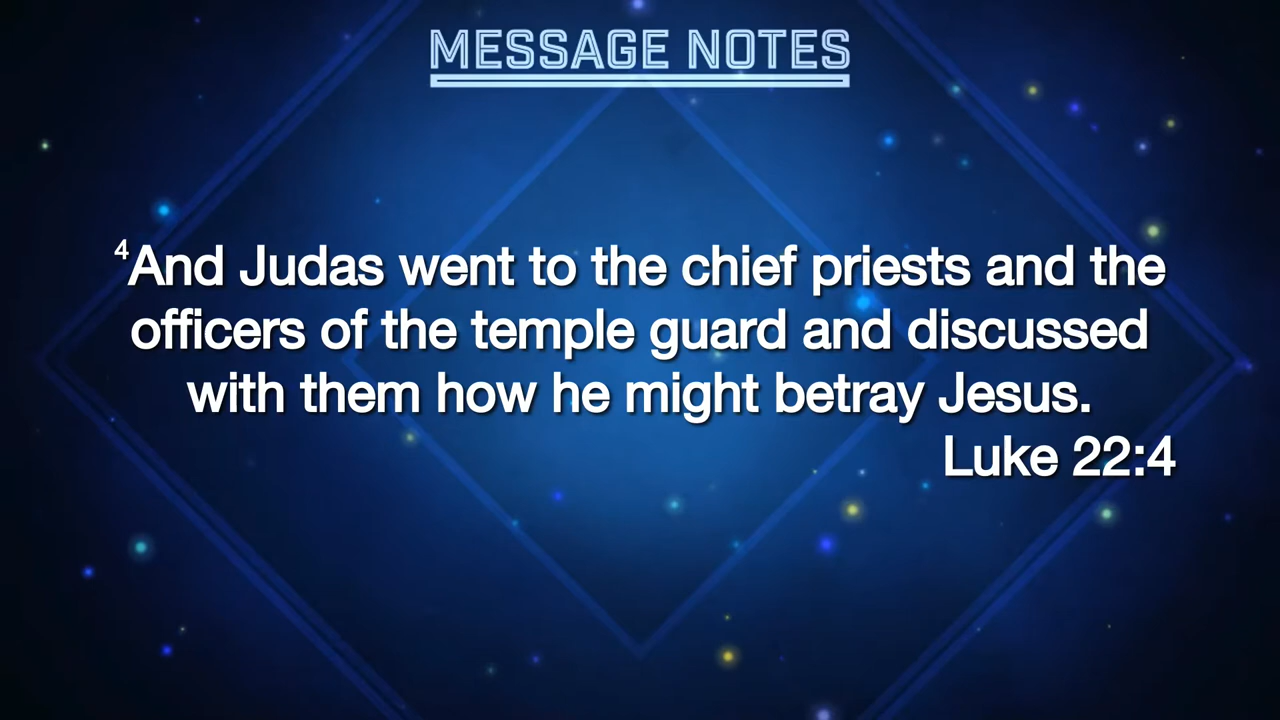 MESSAGE NOTES
⁴And Judas went to the chief priests and the
officers of the temple guard and discussed
with them how he might betray Jesus.
Luke 22:4